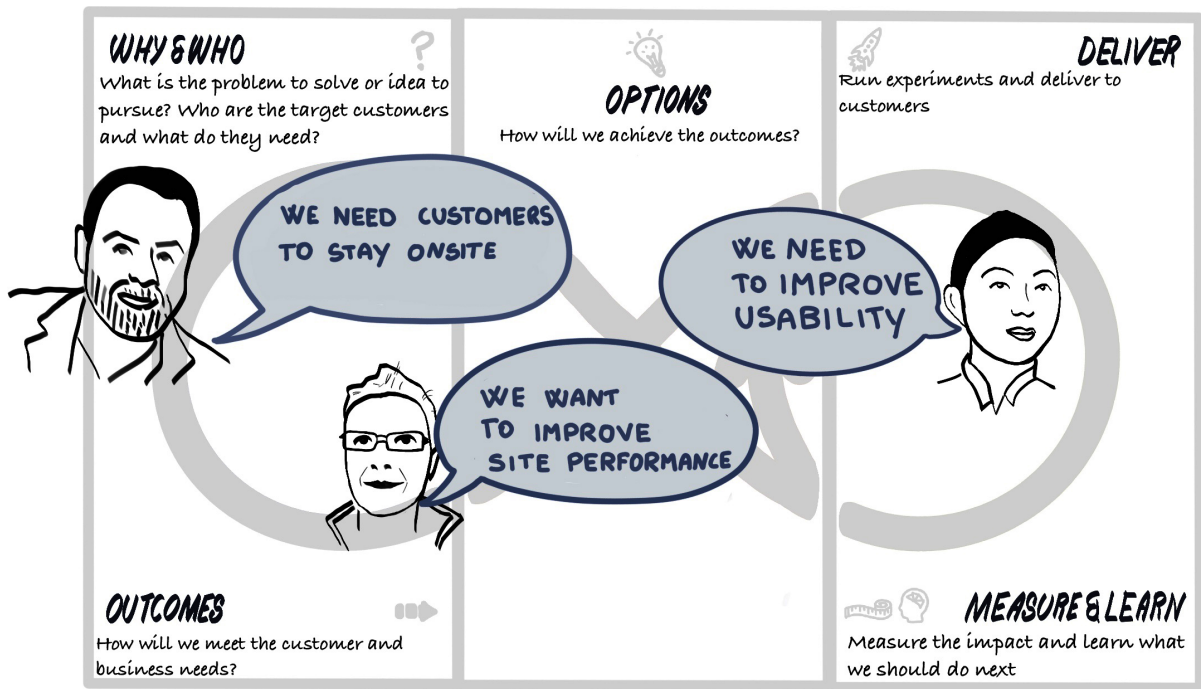 WHY & WHO
What is the problem to solve or idea to
pursue? Who are the target customers
and what do they need?
OPTIONS
How will we achieve the outcomes?
DELIVER
Run experiments and deliver to
customers
WE NEED CUSTOMERS
TO STAY ONSITE
WE NEED
TO IMPROVE
USABILITY
WE WANT
TO IMPROVE
SITE PERFORMANCE
OUTCOMES
How will we meet the customer and
business needs?
MEASURE & LEARN
Measure the impact and learn what
we should do next